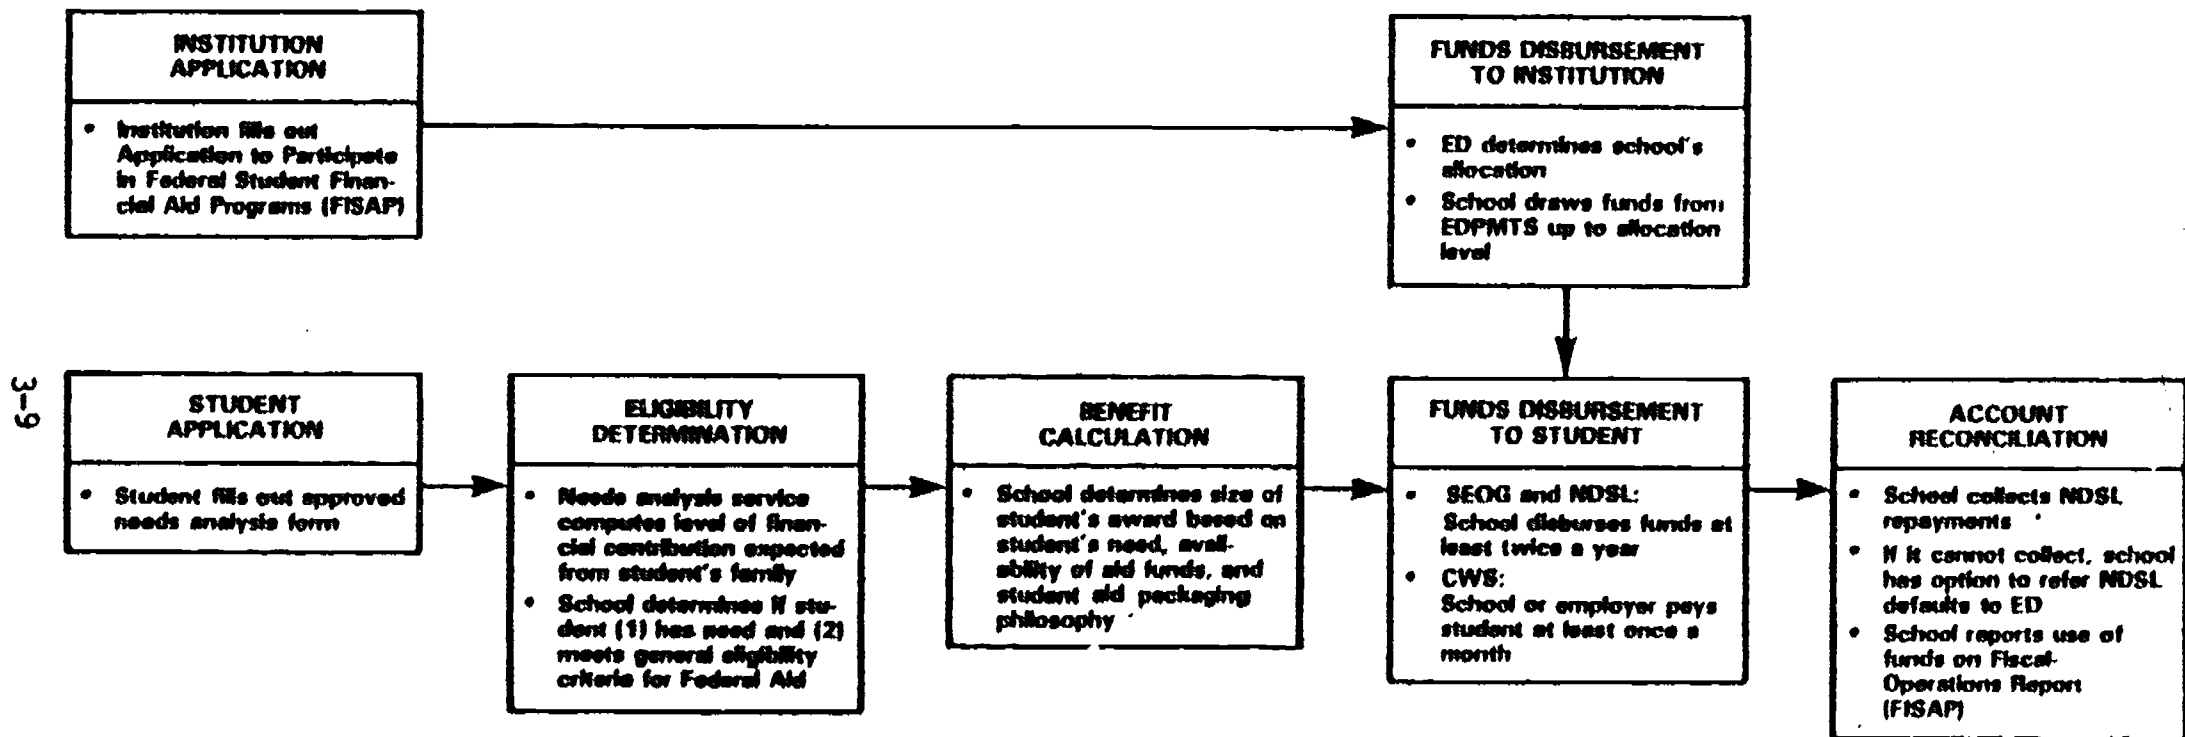 INSTITUTION
APPLICATION
• Institution fills out
Application to Participate
in Federal Student Finan-
cial Aid Programs (FISAP)
FUNDS DISBURSEMENT
TO INSTITUTION
• ED determines school's
allocation
• School draws funds from
EDPMTS up to allocation
level
3-9
STUDENT
APPLICATION
• Student fills out approved
needs analysis form
ELIGIBILITY
DETERMINATION
• Needs analysis service
computes level of finan-
cial contribution expected
from student's family
• School determines if stu-
dent (1) has need and (2)
meets general eligibility
criteria for Federal Aid
BENEFIT
CALCULATION
• School determines size of
student's award based on
student's need, avail-
ability of aid funds, and
student aid packaging
philosophy
FUNDS DISBURSEMENT
TO STUDENT
• SEOG and NDSL:
School disburses funds at
least twice a year
• CWS:
School or employer pays
student at least once a
month
ACCOUNT
RECONCILIATION
• School collects NDSL
repayments
• If it cannot collect, school
has option to refer NDSL
defaults to ED
• School reports use of
funds on Fiscal-
Operations Report
(FISAP)